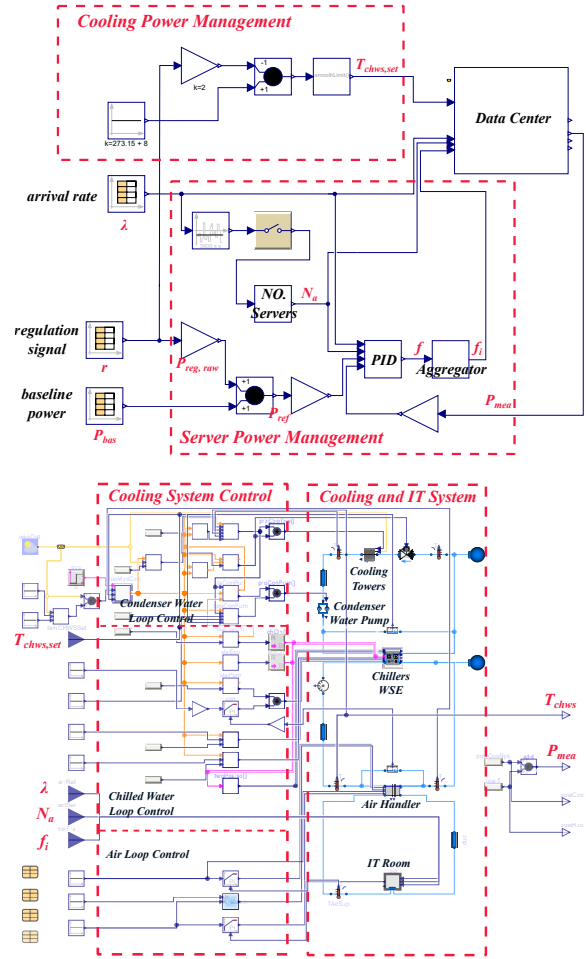 Cooling Power Management
-1
+1
k=2
smoothLimit()
T_chws,set
k=273.15 + 8
Data Center
arrival rate
λ
NO.
Servers
N_a
regulation
signal
r
P_reg, raw
PID
f
Aggregator
f_i
baseline
power
P_bas
+1
+1
P_ref
P_mea
Server Power Management
Cooling System Control
Cooling and IT System
Cooling
Towers
Condenser Water
Loop Control
Condenser
Water Pump
T_chws,set
Chillers
WSE
T_chws
P_mea
λ
N_a
f_i
Chilled Water
Loop Control
Air Handler
Air Loop Control
IT Room
TAirSup